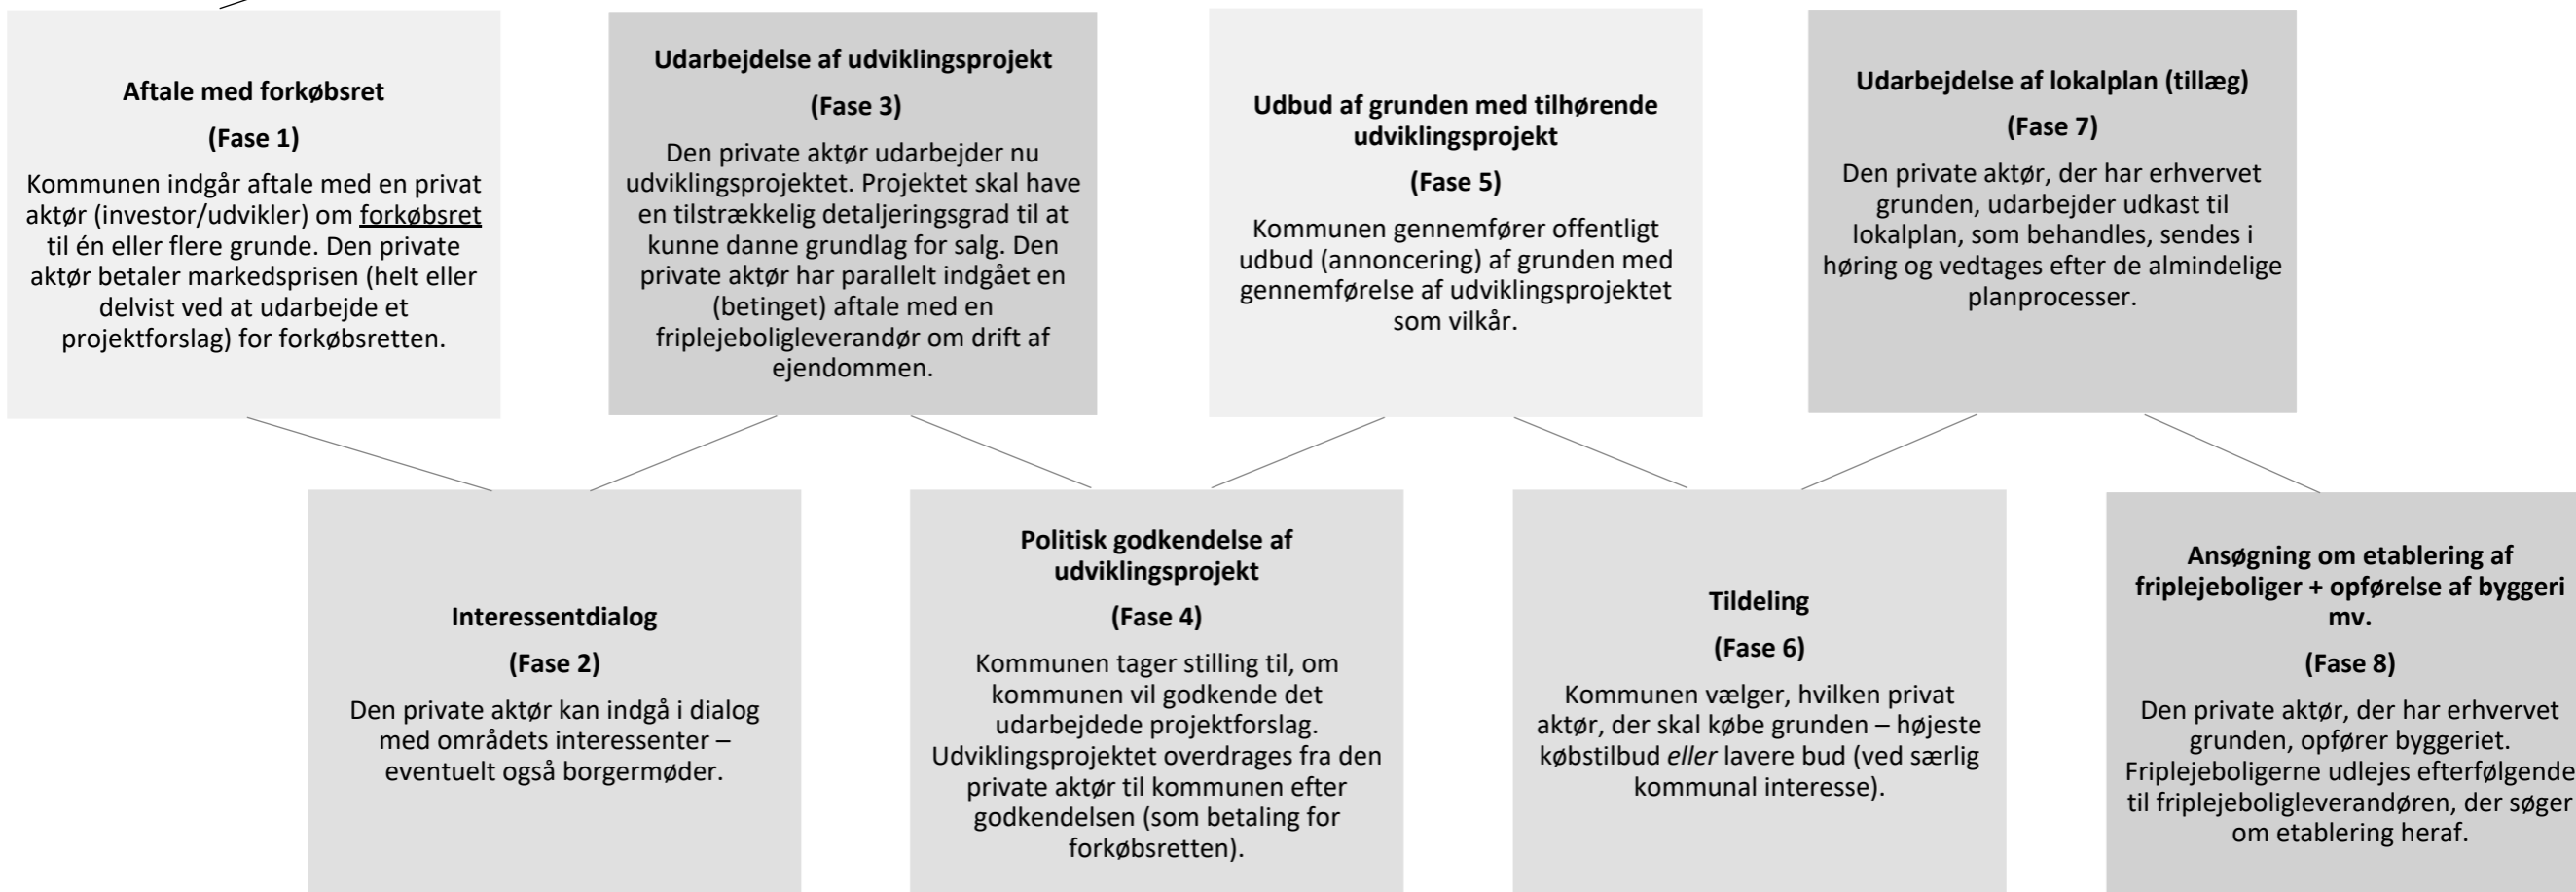 Aftale med forkøbsret
(Fase 1)
Kommunen indgår aftale med en privat
aktør (investor/udvikler) om forkøbsret
til én eller flere grunde. Den private
aktør betaler markedsprisen (helt eller
delvist ved at udarbejde et
projektforslag) for forkøbsretten.
Interessentdialog
(Fase 2)
Den private aktør kan indgå i dialog
med områdets interessenter –
eventuelt også borgermøder.
Udarbejdelse af udviklingsprojekt
(Fase 3)
Den private aktør udarbejder nu
udviklingsprojektet. Projektet skal have
en tilstrækkelig detaljeringsgrad til at
kunne danne grundlag for salg. Den
private aktør har parallelt indgået en
(betinget) aftale med en
friplejeboligleverandør om drift af
ejendommen.
Politisk godkendelse af
udviklingsprojekt
(Fase 4)
Kommunen tager stilling til, om
kommunen vil godkende det
udarbejdede projektforslag.
Udviklingsprojektet overdrages fra den
private aktør til kommunen efter
godkendelsen (som betaling for
forkøbsretten).
Udbud af grunden med tilhørende
udviklingsprojekt
(Fase 5)
Kommunen gennemfører offentligt
udbud (annoncering) af grunden med
gennemførelse af udviklingsprojektet
som vilkår.
Tildeling
(Fase 6)
Kommunen vælger, hvilken privat
aktør, der skal købe grunden – højeste
købstilbud eller lavere bud (ved særlig
kommunal interesse).
Udarbejdelse af lokalplan (tillæg)
(Fase 7)
Den private aktør, der har erhvervet
grunden, udarbejder udkast til
lokalplan, som behandles, sendes i
høring og vedtages efter de almindelige
planprocesser.
Ansøgning om etablering af
friplejeboliger + opførelse af byggeri
mv.
(Fase 8)
Den private aktør, der har erhvervet
grunden, opfører byggeriet.
Friplejeboligerne udlejes efterfølgende
til friplejeboligleverandøren, der søger
om etablering heraf.